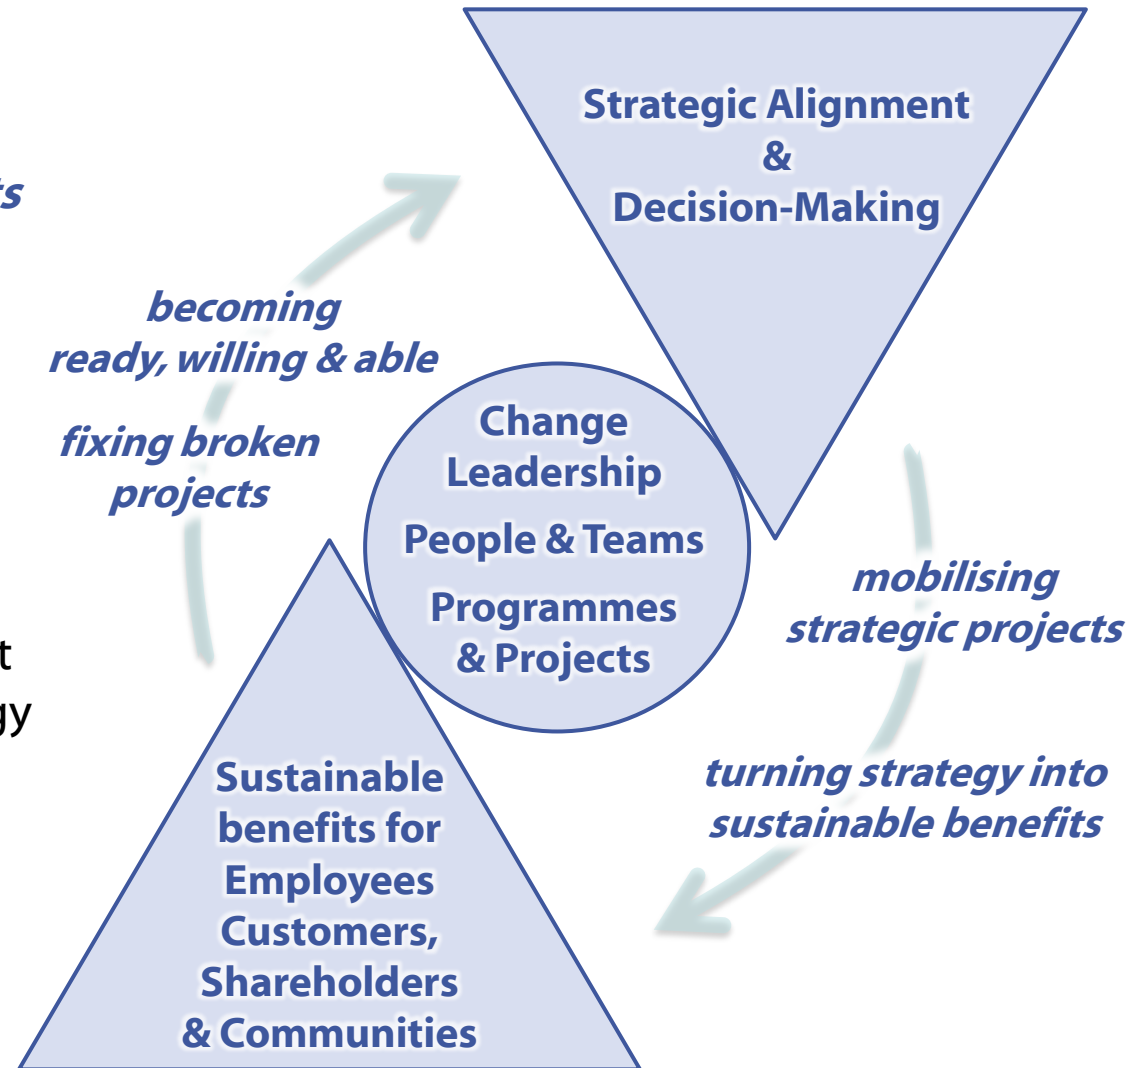 Strategic Alignment
&
Decision-Making
becoming
ready, willing & able
fixing broken
projects
Change
Leadership
People & Teams
Programmes
& Projects
mobilising
strategic projects
turning strategy into
sustainable benefits
Sustainable
benefits for
Employees
Customers,
Shareholders
& Communities